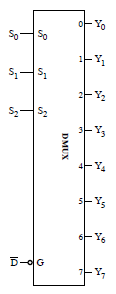 0 Y₀
S₀ S₀
1 Y₁
S₁ S₁
2 Y₂
S₂ S₂
3 Y₃
DMUX
4 Y₄
5 Y₅
6 Y₆
D̅ G
7 Y₇